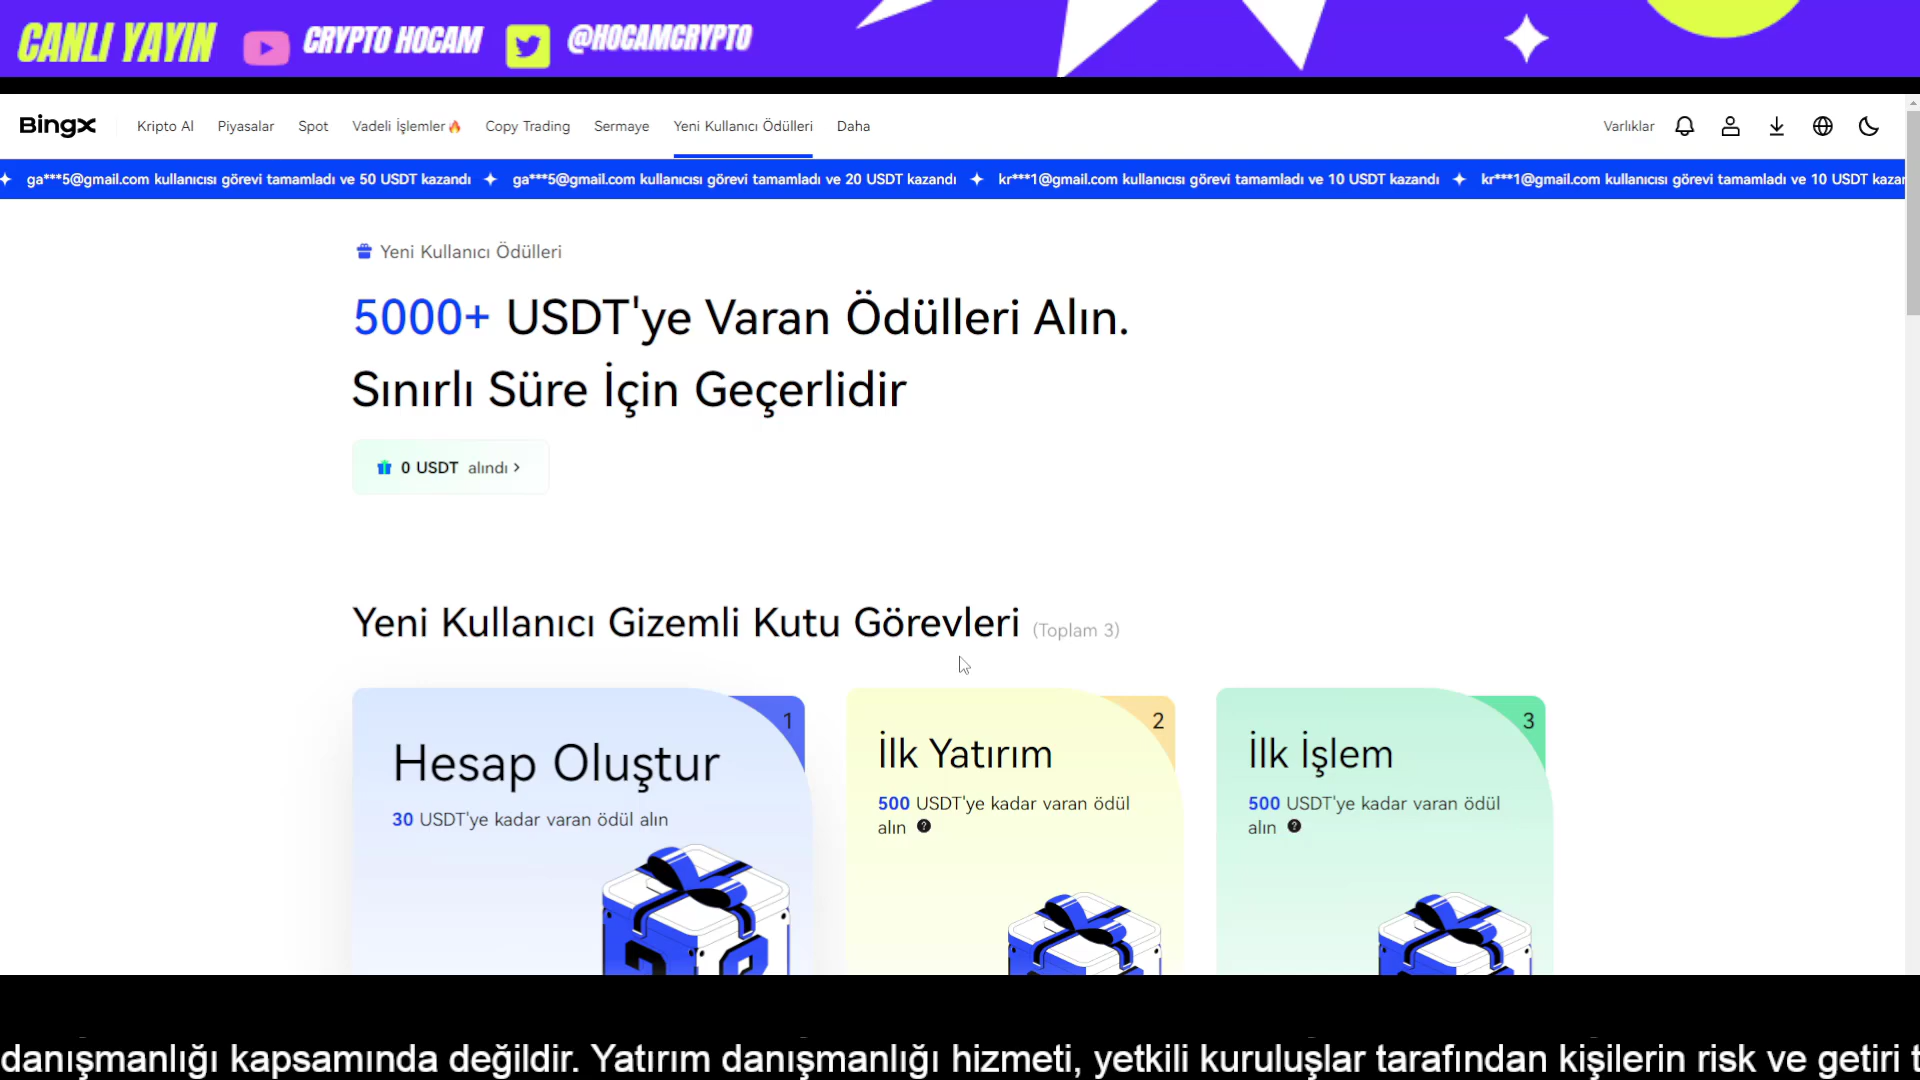 CANLI YAYIN CRYPTO HOCAM @HOCAMCRYPTO
BingX Kripto AI Piyasalar Spot Vadeli İşlemler Copy Trading Sermaye Yeni Kullanıcı Ödülleri Daha Varlıklar
ga***5@gmail.com kullanıcısı görevi tamamladı ve 50 USDT kazandı ga***5@gmail.com kullanıcısı görevi tamamladı ve 20 USDT kazandı kr***1@gmail.com kullanıcısı görevi tamamladı ve 10 USDT kazandı kr***1@gmail.com kullanıcısı görevi tamamladı ve 10 USDT kazan
Yeni Kullanıcı Ödülleri
5000+ USDT'ye Varan Ödülleri Alın.
Sınırlı Süre İçin Geçerlidir
0 USDT alındı >
Yeni Kullanıcı Gizemli Kutu Görevleri (Toplam 3)
1
Hesap Oluştur
30 USDT'ye kadar varan ödül alın
2
İlk Yatırım
500 USDT'ye kadar varan ödül
alın ?
3
İlk İşlem
500 USDT'ye kadar varan ödül
alın ?
danışmanlığı kapsamında değildir. Yatırım danışmanlığı hizmeti, yetkili kuruluşlar tarafından kişilerin risk ve getiri t